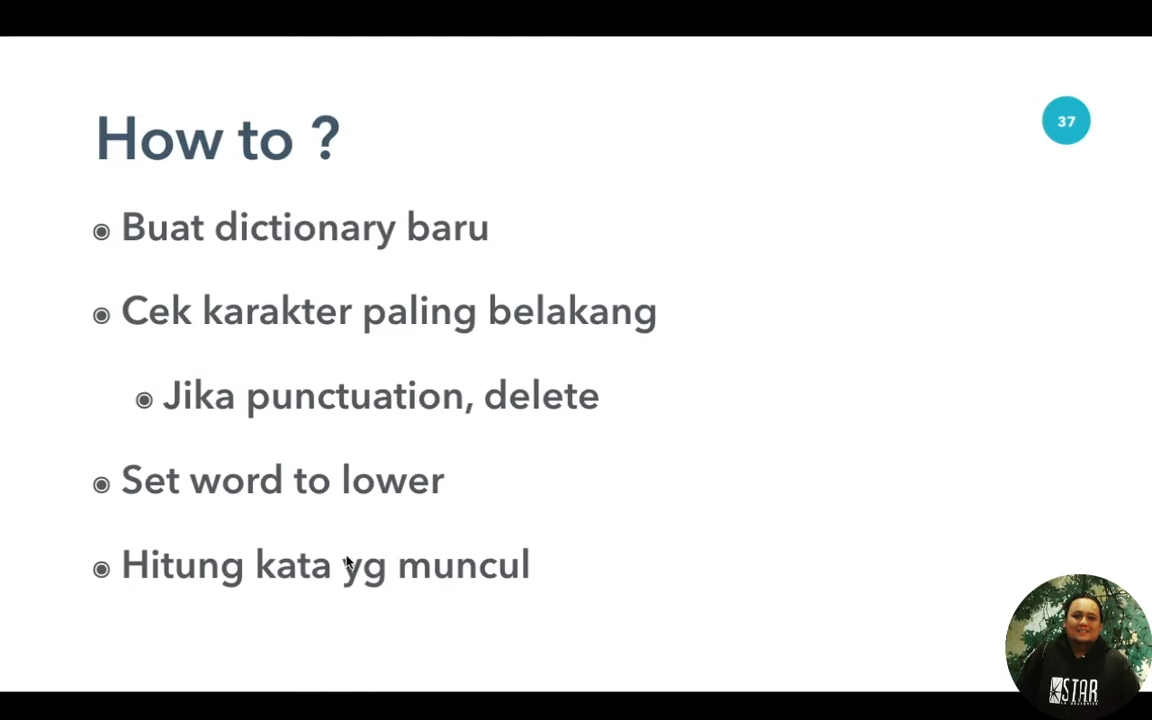 How to ?
37
Buat dictionary baru
Cek karakter paling belakang
Jika punctuation, delete
Set word to lower
Hitung kata yg muncul
STAR